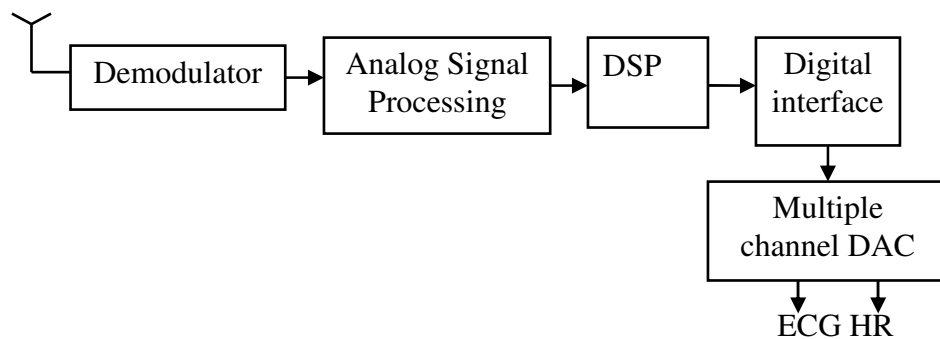 Demodulator
Analog Signal
Processing
DSP
Digital
interface
Multiple
channel DAC
ECG HR